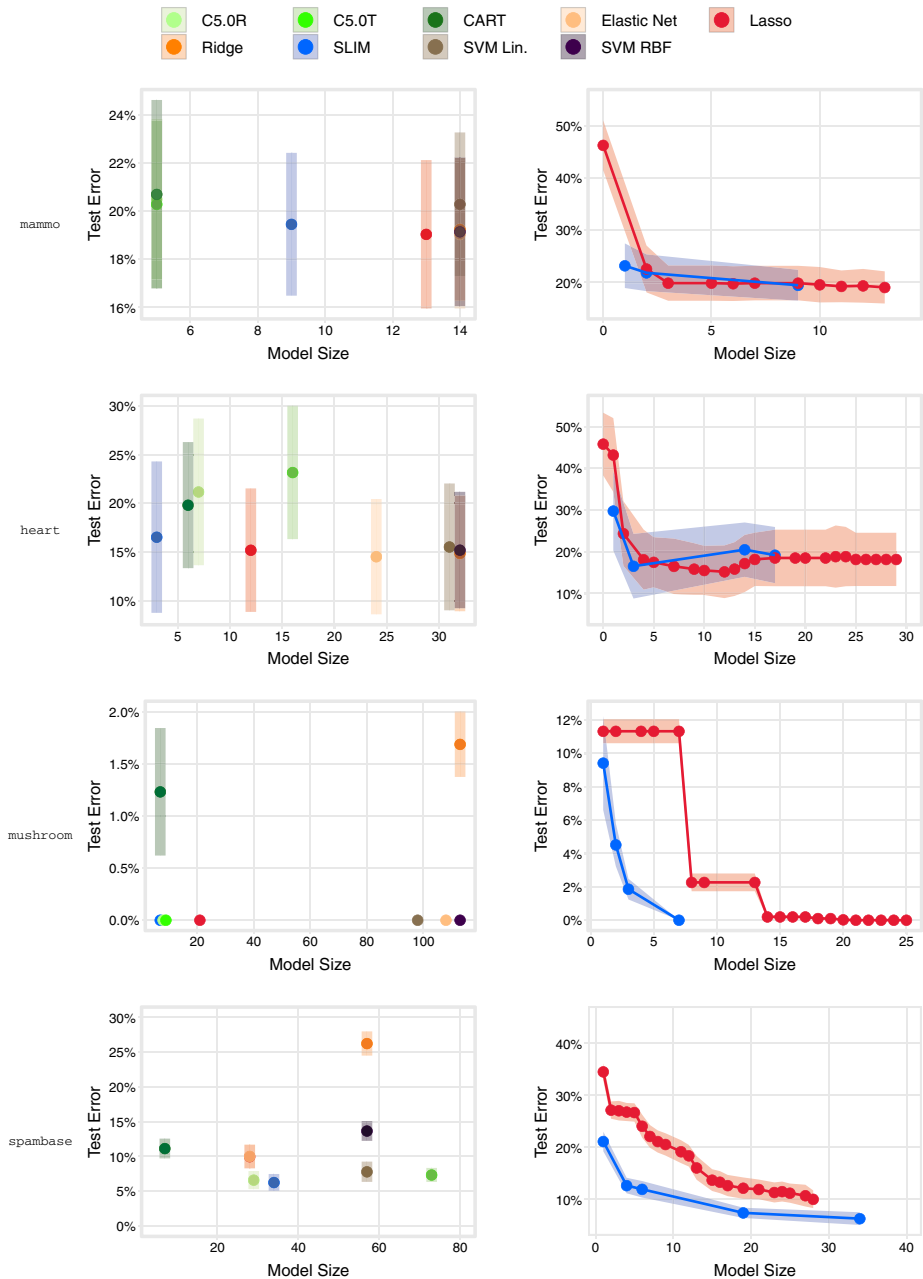 C5.0R C5.0T CART Elastic Net Lasso
Ridge SLIM SVM Lin. SVM RBF
mammo
Test Error
24%
22%
20%
18%
16%
6 8 10 12 14
Model Size
Test Error
50%
40%
30%
20%
0 5 10
Model Size
heart
Test Error
30%
25%
20%
15%
10%
5 10 15 20 25 30
Model Size
Test Error
50%
40%
30%
20%
10%
0 5 10 15 20 25 30
Model Size
mushroom
Test Error
2.0%
1.5%
1.0%
0.5%
0.0%
20 40 60 80 100
Model Size
Test Error
12%
10%
8%
6%
4%
2%
0%
0 5 10 15 20 25
Model Size
spambase
Test Error
30%
25%
20%
15%
10%
5%
0%
20 40 60 80
Model Size
Test Error
40%
30%
20%
10%
0 10 20 30 40
Model Size